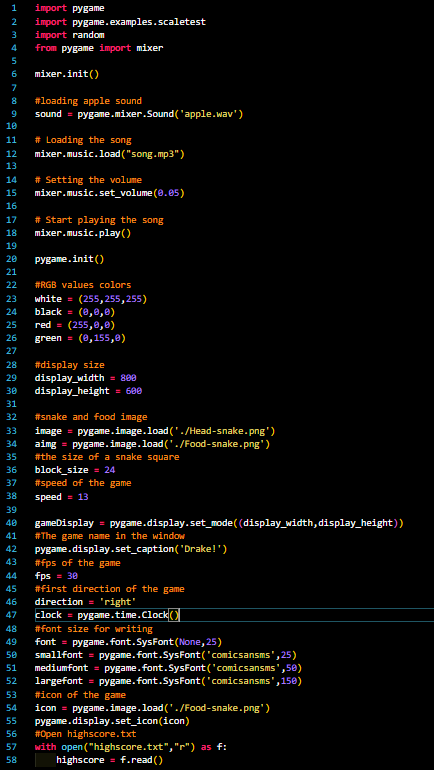 1 import pygame
2 import pygame.examples.scaletest
3 import random
4 from pygame import mixer
5
6 mixer.init()
7
8 #loading apple sound
9 sound = pygame.mixer.Sound('apple.wav')
10
11 # Loading the song
12 mixer.music.load("song.mp3")
13
14 # Setting the volume
15 mixer.music.set_volume(0.05)
16
17 # Start playing the song
18 mixer.music.play()
19
20 pygame.init()
21
22 #RGB values colors
23 white = (255,255,255)
24 black = (0,0,0)
25 red = (255,0,0)
26 green = (0,155,0)
27
28 #display size
29 display_width = 800
30 display_height = 600
31
32 #snake and food image
33 image = pygame.image.load('./Head-snake.png')
34 aimg = pygame.image.load('./Food-snake.png')
35 #the size of a snake square
36 block_size = 24
37 #speed of the game
38 speed = 13
39
40 gameDisplay = pygame.display.set_mode((display_width,display_height))
41 #The game name in the window
42 pygame.display.set_caption('Drake!')
43 #fps of the game
44 fps = 30
45 #first direction of the game
46 direction = 'right'
47 clock = pygame.time.Clock()
48 #font size for writing
49 font = pygame.font.SysFont(None,25)
50 smallfont = pygame.font.SysFont('comicsansms',25)
51 mediumfont = pygame.font.SysFont('comicsansms',50)
52 largefont = pygame.font.SysFont('comicsansms',150)
53 #icon of the game
54 icon = pygame.image.load('./Food-snake.png')
55 pygame.display.set_icon(icon)
56 #Open highscore.txt
57 with open("highscore.txt","r") as f:
58     highscore = f.read()